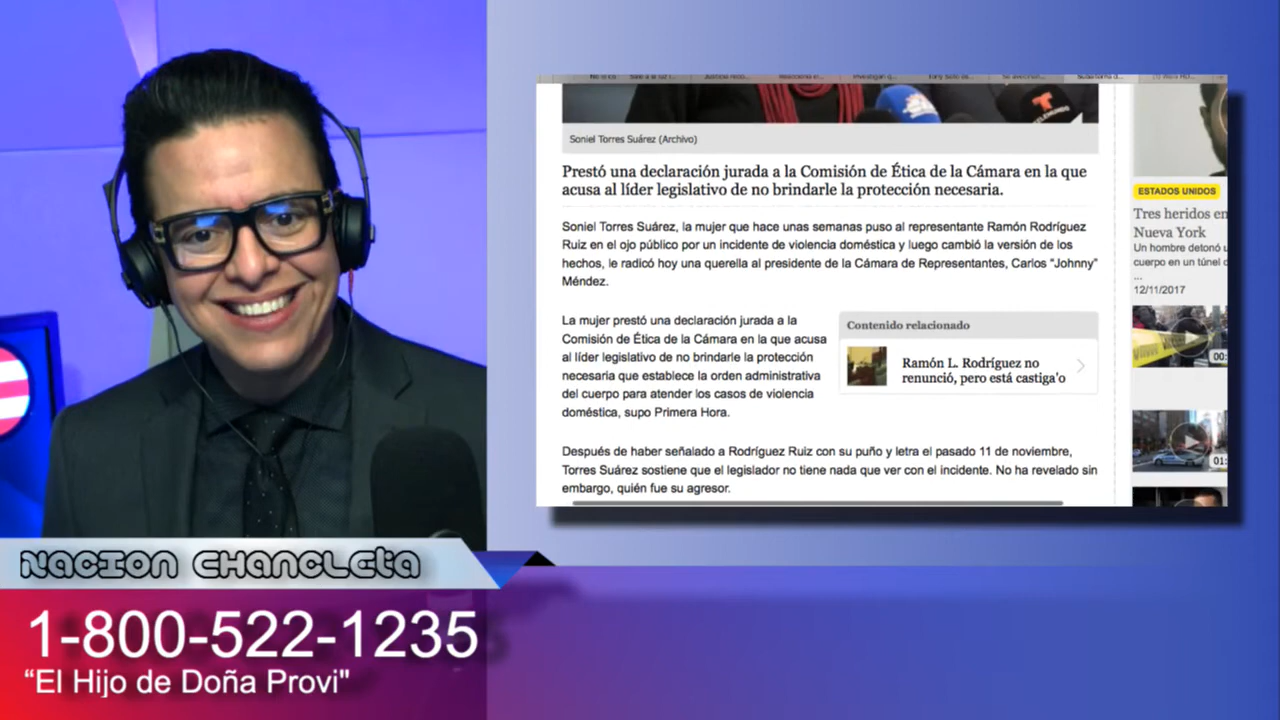 Soniel Torres Suárez (Archivo)
Prestó una declaración jurada a la Comisión de Ética de la Cámara en la que
acusa al líder legislativo de no brindarle la protección necesaria.
Soniel Torres Suárez, la mujer que hace unas semanas puso al representante Ramón Rodríguez
Ruiz en el ojo público por un incidente de violencia doméstica y luego cambió la versión de los
hechos, le radicó hoy una querella al presidente de la Cámara de Representantes, Carlos “Johnny”
Méndez.
La mujer prestó una declaración jurada a la
Comisión de Ética de la Cámara en la que acusa
al líder legislativo de no brindarle la protección
necesaria que establece la orden administrativa
del cuerpo para atender los casos de violencia
doméstica, supo Primera Hora.
Contenido relacionado
Ramón L. Rodríguez no
renunció, pero está castiga'o
Después de haber señalado a Rodríguez Ruiz con su puño y letra el pasado 11 de noviembre,
Torres Suárez sostiene que el legislador no tiene nada que ver con el incidente. No ha revelado sin
embargo, quién fue su agresor.
ESTADOS UNIDOS
Tres heridos en
Nueva York
Un hombre detonó u
cuerpo en un túnel
...
12/11/2017
00:
01:
NACION CHANCLETA
1-800-522-1235
“El Hijo de Doña Provi"